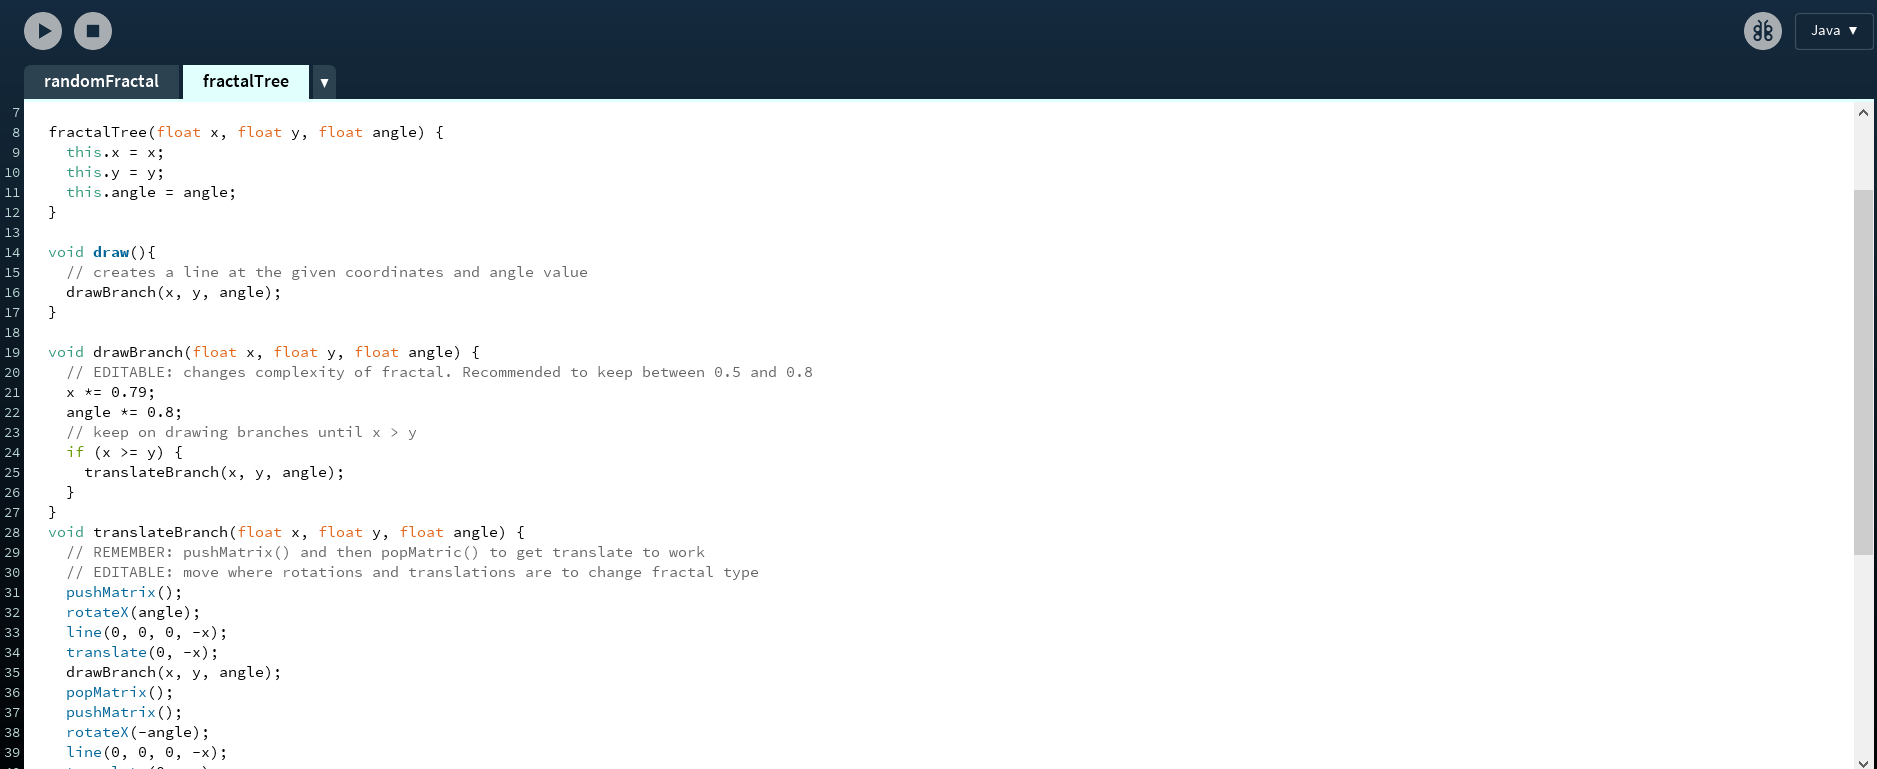 Java ▼
randomFractal fractalTree ▼
7
8 fractalTree(float x, float y, float angle) {
9 this.x = x;
10 this.y = y;
11 this.angle = angle;
12 }
13
14 void draw(){
15 // creates a line at the given coordinates and angle value
16 drawBranch(x, y, angle);
17 }
18
19 void drawBranch(float x, float y, float angle) {
20 // EDITABLE: changes complexity of fractal. Recommended to keep between 0.5 and 0.8
21 x *= 0.79;
22 angle *= 0.8;
23 // keep on drawing branches until x > y
24 if (x >= y) {
25 translateBranch(x, y, angle);
26 }
27 }
28 void translateBranch(float x, float y, float angle) {
29 // REMEMBER: pushMatrix() and then popMatric() to get translate to work
30 // EDITABLE: move where rotations and translations are to change fractal type
31 pushMatrix();
32 rotateX(angle);
33 line(0, 0, 0, -x);
34 translate(0, -x);
35 drawBranch(x, y, angle);
36 popMatrix();
37 pushMatrix();
38 rotateX(-angle);
39 line(0, 0, 0, -x);